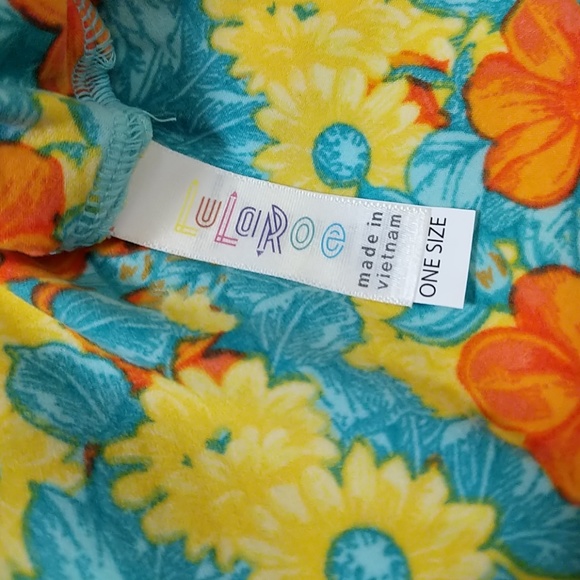 LuLaRoe
made in
vietnam
ONE SIZE